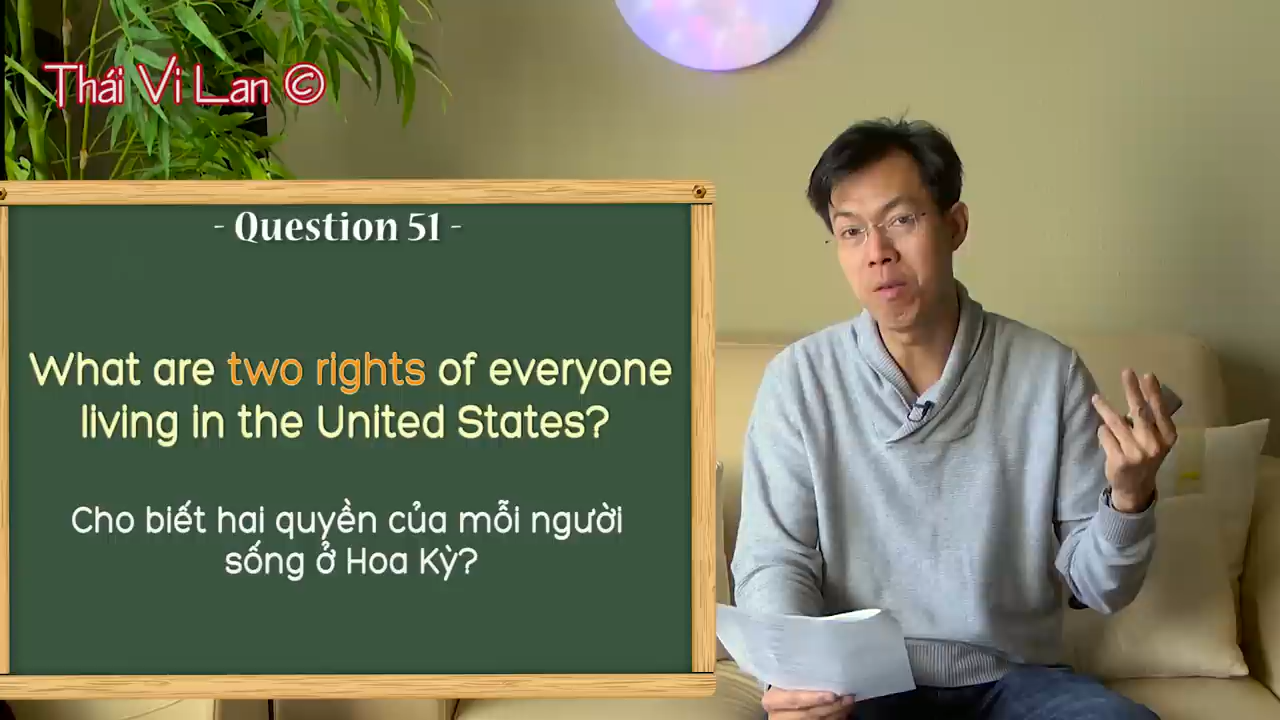 Thái Vi Lan ©
- Question 51 -
What are two rights of everyone
living in the United States?
Cho biết hai quyền của mỗi người
sống ở Hoa Kỳ?